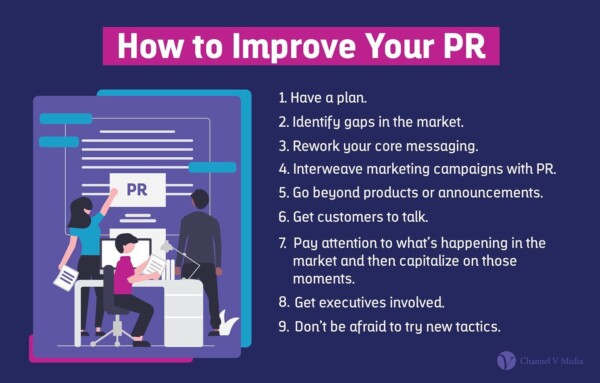 How to Improve Your PR
PR
1. Have a plan.
2. Identify gaps in the market.
3. Rework your core messaging.
4. Interweave marketing campaigns with PR.
5. Go beyond products or announcements.
6. Get customers to talk.
7. Pay attention to what's happening in the
market and then capitalize on those
moments.
8. Get executives involved.
9. Don't be afraid to try new tactics.
Channel V Media